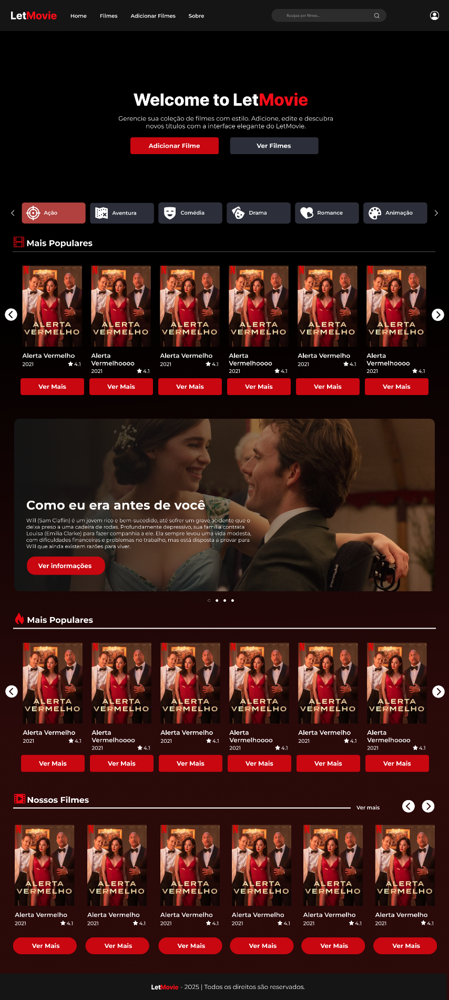 LetMovie Home Filmes Adicionar Filmes Sobre Busque por filmes...
Welcome to LetMovie
Gerencie sua coleção de filmes com estilo. Adicione, edite e descubra
novos títulos com a interface elegante do LetMovie.
Adicionar Filme Ver Filmes
Ação Aventura Comédia Drama Romance Animação
Mais Populares
N N N N N N
ALERTA ALERTA ALERTA ALERTA ALERTA ALERTA
VERMELHO VERMELHO VERMELHO VERMELHO VERMELHO VERMELHO
Alerta Vermelho Alerta Alerta Vermelho Alerta Alerta Vermelho Alerta
Vermelhoooo Vermelhoooo Vermelhoooo
2021 4.1 2021 4.1 2021 4.1
2021 4.1 2021 4.1 2021 4.1
Ver Mais Ver Mais Ver Mais Ver Mais Ver Mais Ver Mais
Como eu era antes de você
Will (Sam Claflin) é um jovem rico e bem-sucedido, até sofrer um grave acidente que o
deixa preso a uma cadeira de rodas. Profundamente depressivo, sua família contrata
Louisa (Emilia Clarke) para fazer companhia a ele. Ela sempre levou uma vida modesta,
com dificuldades financeiras e problemas no trabalho, mas está disposta a provar para
Will que ainda existem razões para viver.
permobil
Ver informações
Mais Populares
N N N N N N
ALERTA ALERTA ALERTA ALERTA ALERTA ALERTA
VERMELHO VERMELHO VERMELHO VERMELHO VERMELHO VERMELHO
Alerta Vermelho Alerta Alerta Vermelho Alerta Alerta Vermelho Alerta
Vermelhoooo Vermelhoooo Vermelhoooo
2021 4.1 2021 4.1 2021 4.1
2021 4.1 2021 4.1 2021 4.1
Ver Mais Ver Mais Ver Mais Ver Mais Ver Mais Ver Mais
Nossos Filmes
Ver mais
N N N N N N
ALERTA ALERTA ALERTA ALERTA ALERTA ALERTA
VERMELHO VERMELHO VERMELHO VERMELHO VERMELHO VERMELHO
Alerta Vermelho Alerta Vermelho Alerta Vermelho Alerta Vermelho Alerta Vermelho Alerta Vermelho
2021 4.1 2021 4.1 2021 4.1 2021 4.1 2021 4.1 2021 4.1
Ver Mais Ver Mais Ver Mais Ver Mais Ver Mais Ver Mais
LetMovie - 2025 | Todos os direitos são reservados.